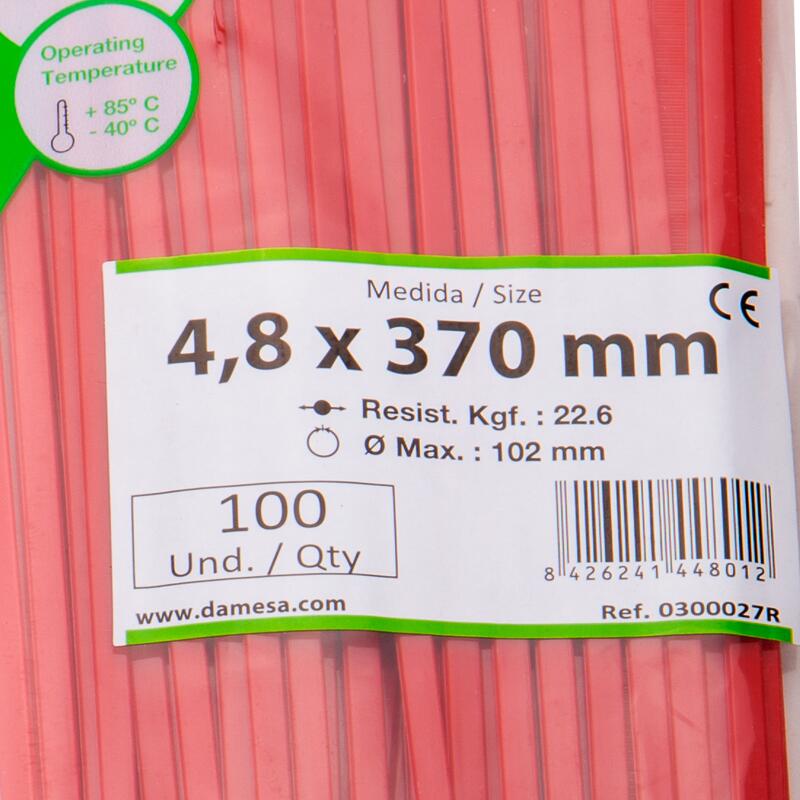 Operating
Temperature
+ 85º C
- 40º C
Medida / Size
CE
4,8 x 370 mm
Resist. Kgf. : 22.6
Ø Max. : 102 mm
100
Und. / Qty
8 426241 448012
www.damesa.com
Ref. 0300027R